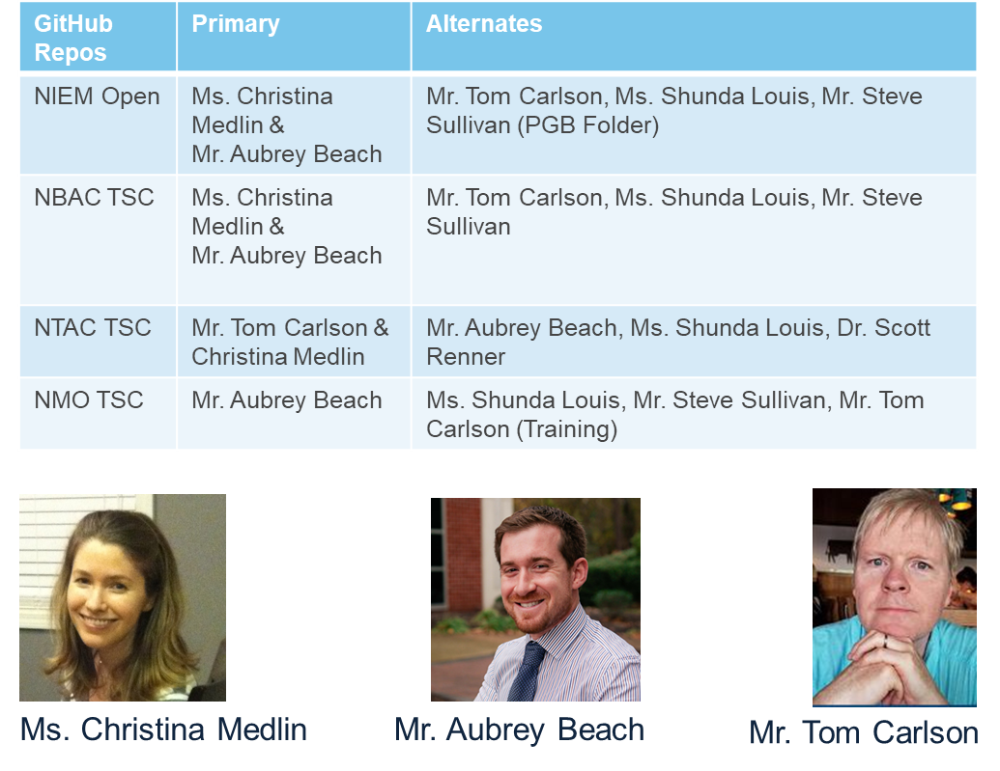 GitHub Repos
Primary
Alternates
NIEM Open
Ms. Christina
Medlin &
Mr. Aubrey Beach
Mr. Tom Carlson, Ms. Shunda Louis, Mr. Steve
Sullivan (PGB Folder)
NBAC TSC
Ms. Christina
Medlin &
Mr. Aubrey Beach
Mr. Tom Carlson, Ms. Shunda Louis, Mr. Steve
Sullivan
NTAC TSC
Mr. Tom Carlson &
Christina Medlin
Mr. Aubrey Beach, Ms. Shunda Louis, Dr. Scott
Renner
NMO TSC
Mr. Aubrey Beach
Ms. Shunda Louis, Mr. Steve Sullivan, Mr. Tom
Carlson (Training)
Ms. Christina Medlin
Mr. Aubrey Beach
Mr. Tom Carlson